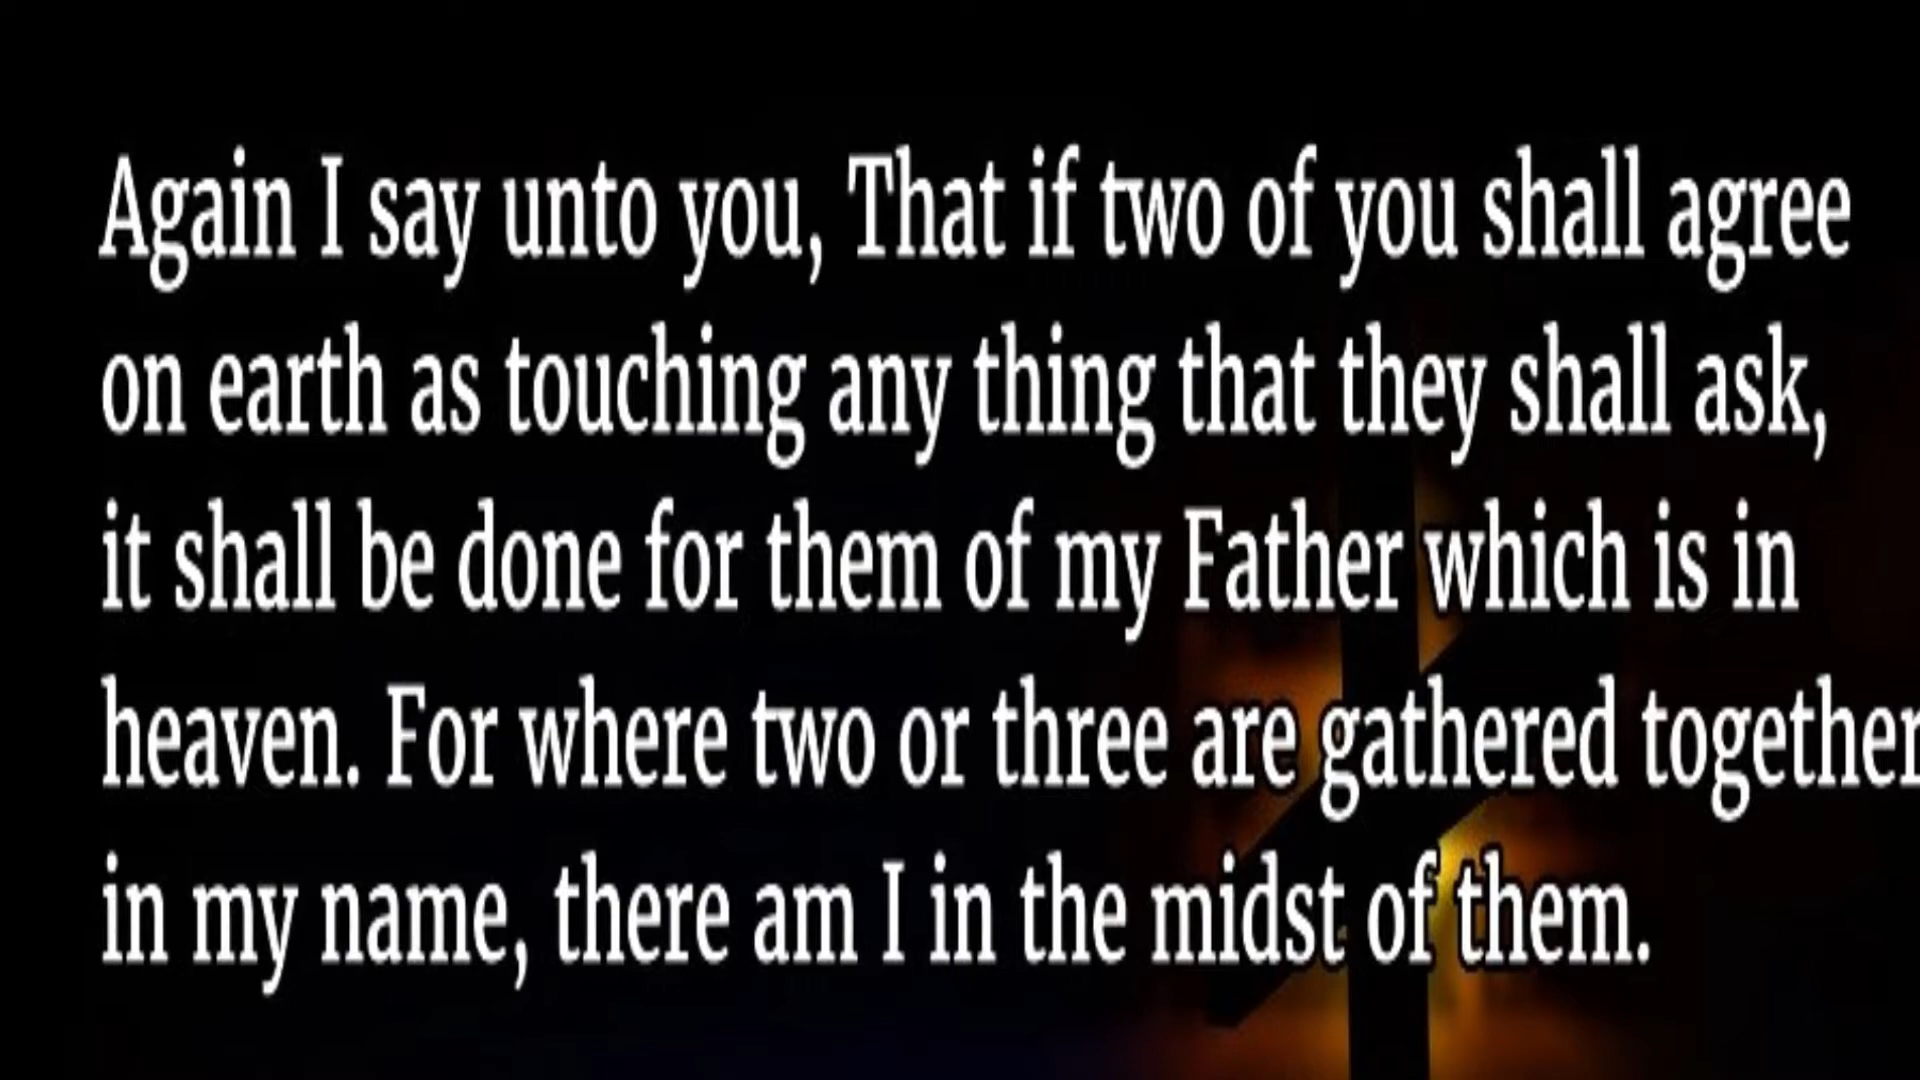 Again I say unto you, That if two of you shall agree
on earth as touching any thing that they shall ask,
it shall be done for them of my Father which is in
heaven. For where two or three are gathered together
in my name, there am I in the midst of them.